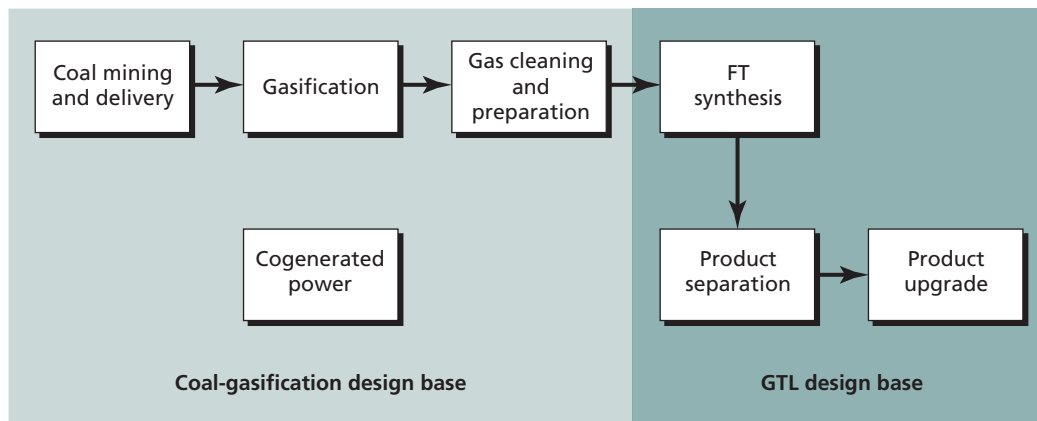 Coal mining
and delivery
Gasification
Gas cleaning
and
preparation
FT
synthesis
Cogenerated
power
Product
separation
Product
upgrade
Coal-gasification design base
GTL design base